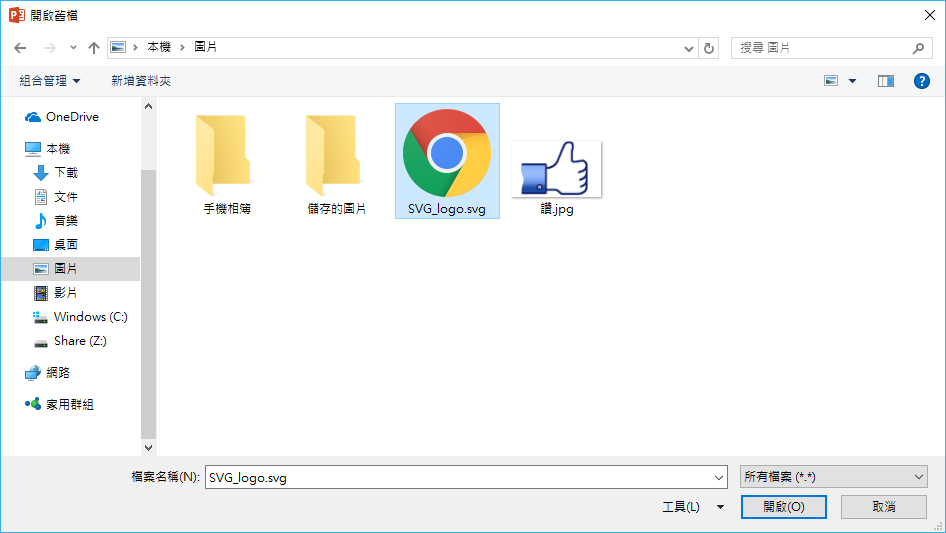 開啟舊檔
本機 圖片
搜尋 圖片
組合管理 新增資料夾
OneDrive
本機
下載
文件
音樂
桌面
圖片
影片
Windows (C:)
Share (Z:)
網路
家用群組
手機相簿
儲存的圖片
SVG_logo.svg
讚.jpg
檔案名稱(N): SVG_logo.svg 所有檔案 (*.*)
工具(L) 開啟(O) 取消